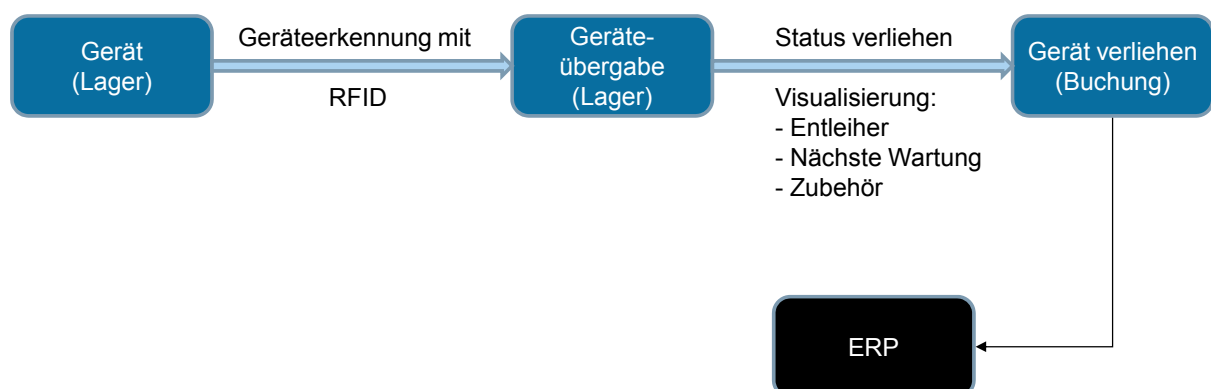 Gerät
(Lager)
Geräteerkennung mit
RFID
Geräte-
übergabe
(Lager)
Status verliehen
Visualisierung:
- Entleiher
- Nächste Wartung
- Zubehör
Gerät verliehen
(Buchung)
ERP